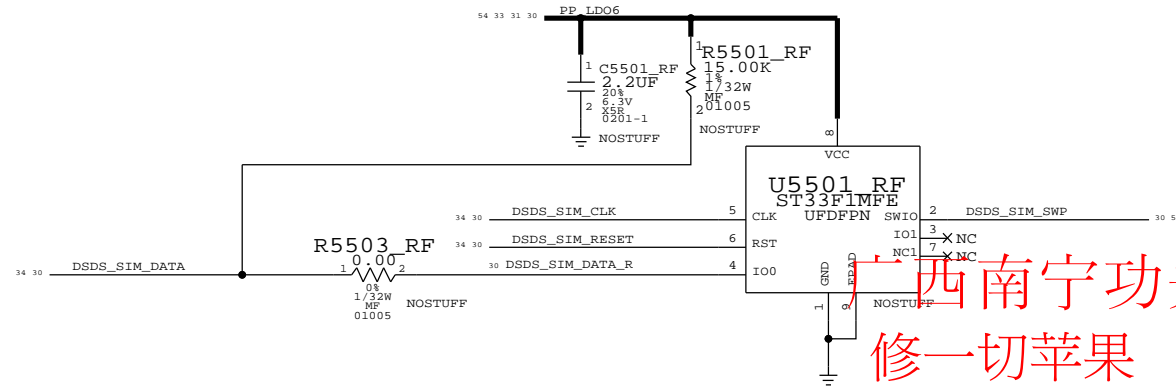 54 33 31 30 PP_LDO6
1 C5501_RF
2.2UF
20%
6.3V
X5R
0201-1
2
NOSTUFF
1 R5501_RF
15.00K
1%
1/32W
MF
01005
2
NOSTUFF
8
VCC
U5501_RF
ST33F1MFE
UFDFPN
34 30 DSDS_SIM_CLK 5 CLK
SWIO 2 DSDS_SIM_SWP 30 5
IO1 3 NC
34 30 DSDS_SIM_RESET 6 RST
NC1 7 NC
R5503_RF
0.00
34 30 DSDS_SIM_DATA 1 2 30 DSDS_SIM_DATA_R 4 IO0
0%
1/32W
MF
01005
NOSTUFF
GND
EPAD
1
9
NOSTUFF
广西南宁功
修一切苹果